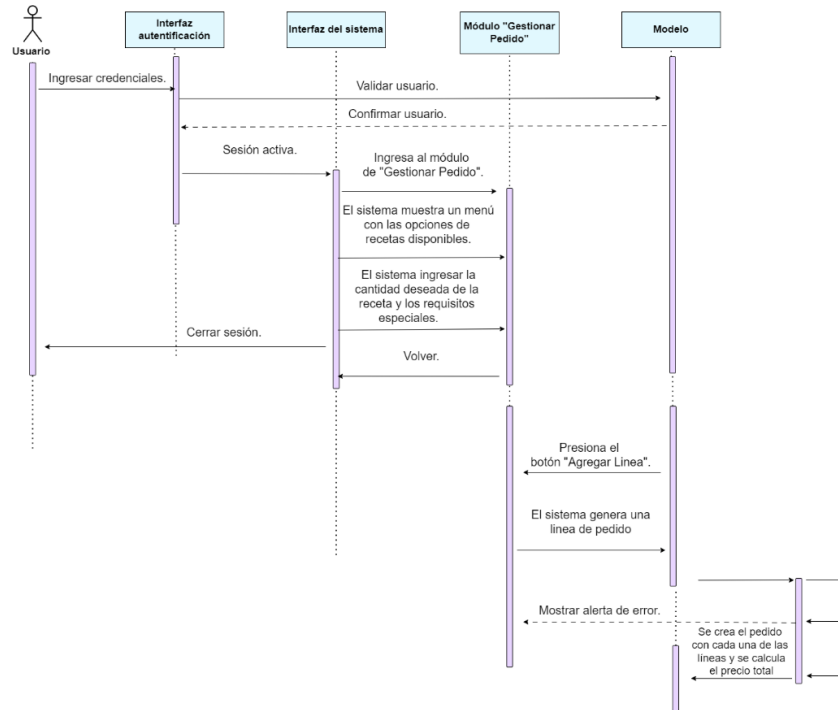 Usuario
Interfaz
autentificación
Interfaz del sistema
Módulo "Gestionar
Pedido"
Modelo
Ingresar credenciales.
Validar usuario.
Confirmar usuario.
Sesión activa.
Ingresa al módulo
de "Gestionar Pedido".
El sistema muestra un menú
con las opciones de
recetas disponibles.
El sistema ingresar la
cantidad deseada de la
receta y los requisitos
especiales.
Cerrar sesión.
Volver.
Presiona el
botón "Agregar Linea".
El sistema genera una
linea de pedido
Mostrar alerta de error.
Se crea el pedido
con cada una de las
líneas y se calcula
el precio total